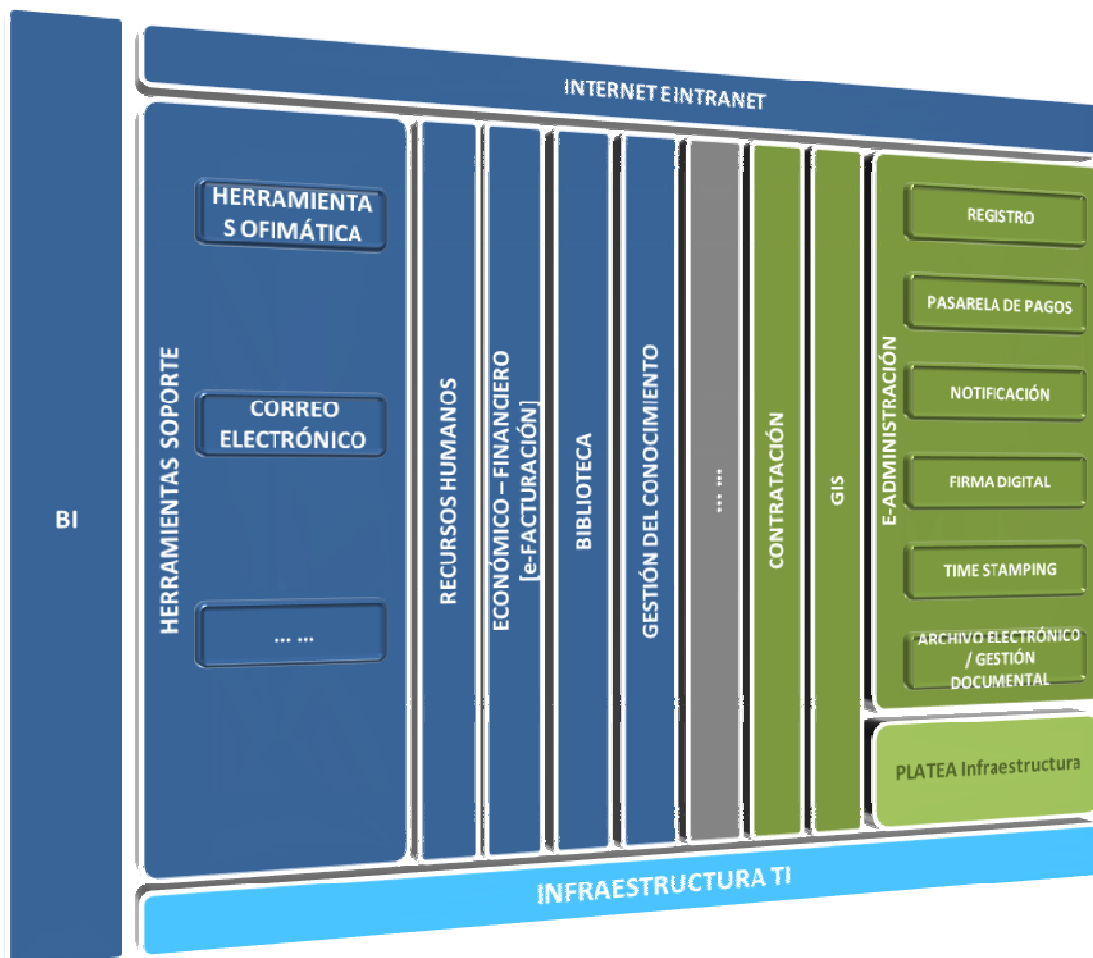 INTERNET E INTRANET
BI
HERRAMIENTAS SOPORTE
HERRAMIENTA
S OFIMÁTICA
CORREO
ELECTRÓNICO
... ...
RECURSOS HUMANOS
ECONÓMICO – FINANCIERO
[e-FACTURACIÓN]
BIBLIOTECA
GESTIÓN DEL CONOCIMIENTO
... ...
CONTRATACIÓN
GIS
E-ADMINISTRACIÓN
REGISTRO
PASARELA DE PAGOS
NOTIFICACIÓN
FIRMA DIGITAL
TIME STAMPING
ARCHIVO ELECTRÓNICO
/ GESTIÓN
DOCUMENTAL
PLATEA Infraestructura
INFRAESTRUCTURA TI